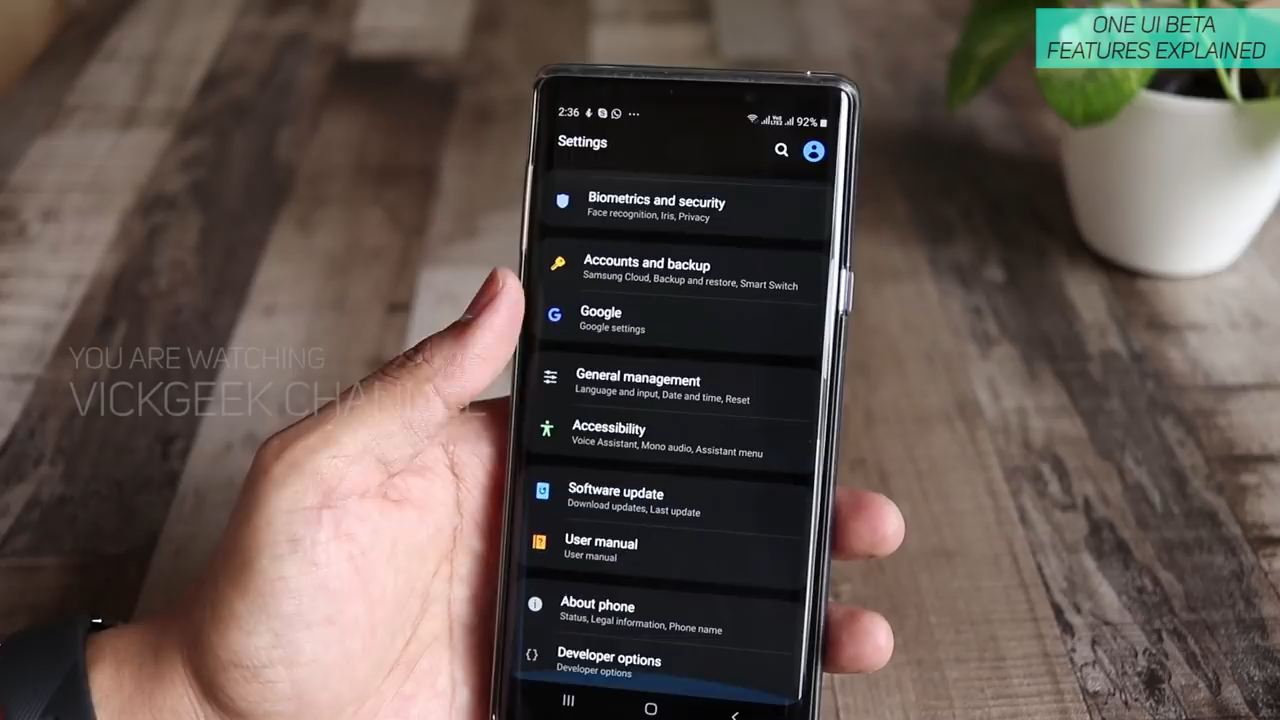 ONE UI BETA
FEATURES EXPLAINED
2:36
92%
Settings
Biometrics and security
Face recognition, Iris, Privacy
Accounts and backup
Samsung Cloud, Backup and restore, Smart Switch
Google
Google settings
General management
Language and input, Date and time, Reset
Accessibility
Voice Assistant, Mono audio, Assistant menu
Software update
Download updates, Last update
User manual
User manual
About phone
Status, Legal information, Phone name
Developer options
Developer options
YOU ARE WATCHING
VICKGEEK CHANNEL